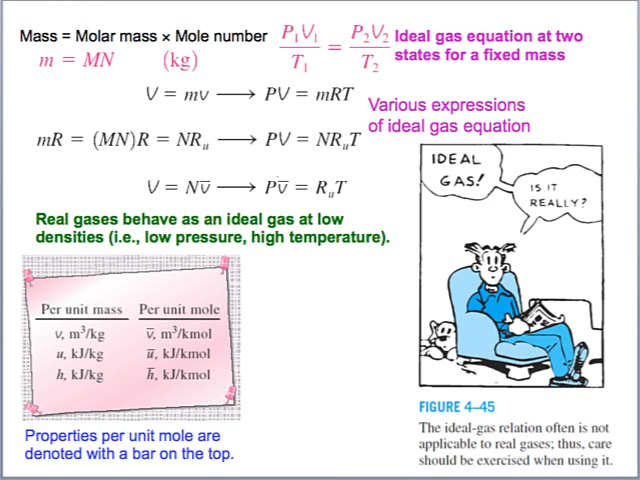 Mass = Molar mass × Mole number
m = MN (kg)
P₁V₁/T₁ = P₂V₂/T₂
Ideal gas equation at two
states for a fixed mass
V = mv ⟶ PV = mRT
Various expressions
of ideal gas equation
mR = (MN)R = NRᵤ ⟶ PV = NRᵤT
V = Nv̅ ⟶ Pv̅ = RᵤT
Real gases behave as an ideal gas at low
densities (i.e., low pressure, high temperature).
Per unit mass Per unit mole
v, m³/kg v̅, m³/kmol
u, kJ/kg u̅, kJ/kmol
h, kJ/kg h̅, kJ/kmol
Properties per unit mole are
denoted with a bar on the top.
IDEAL
GAS!
IS IT
REALLY?
FIGURE 4–45
The ideal-gas relation often is not
applicable to real gases; thus, care
should be exercised when using it.